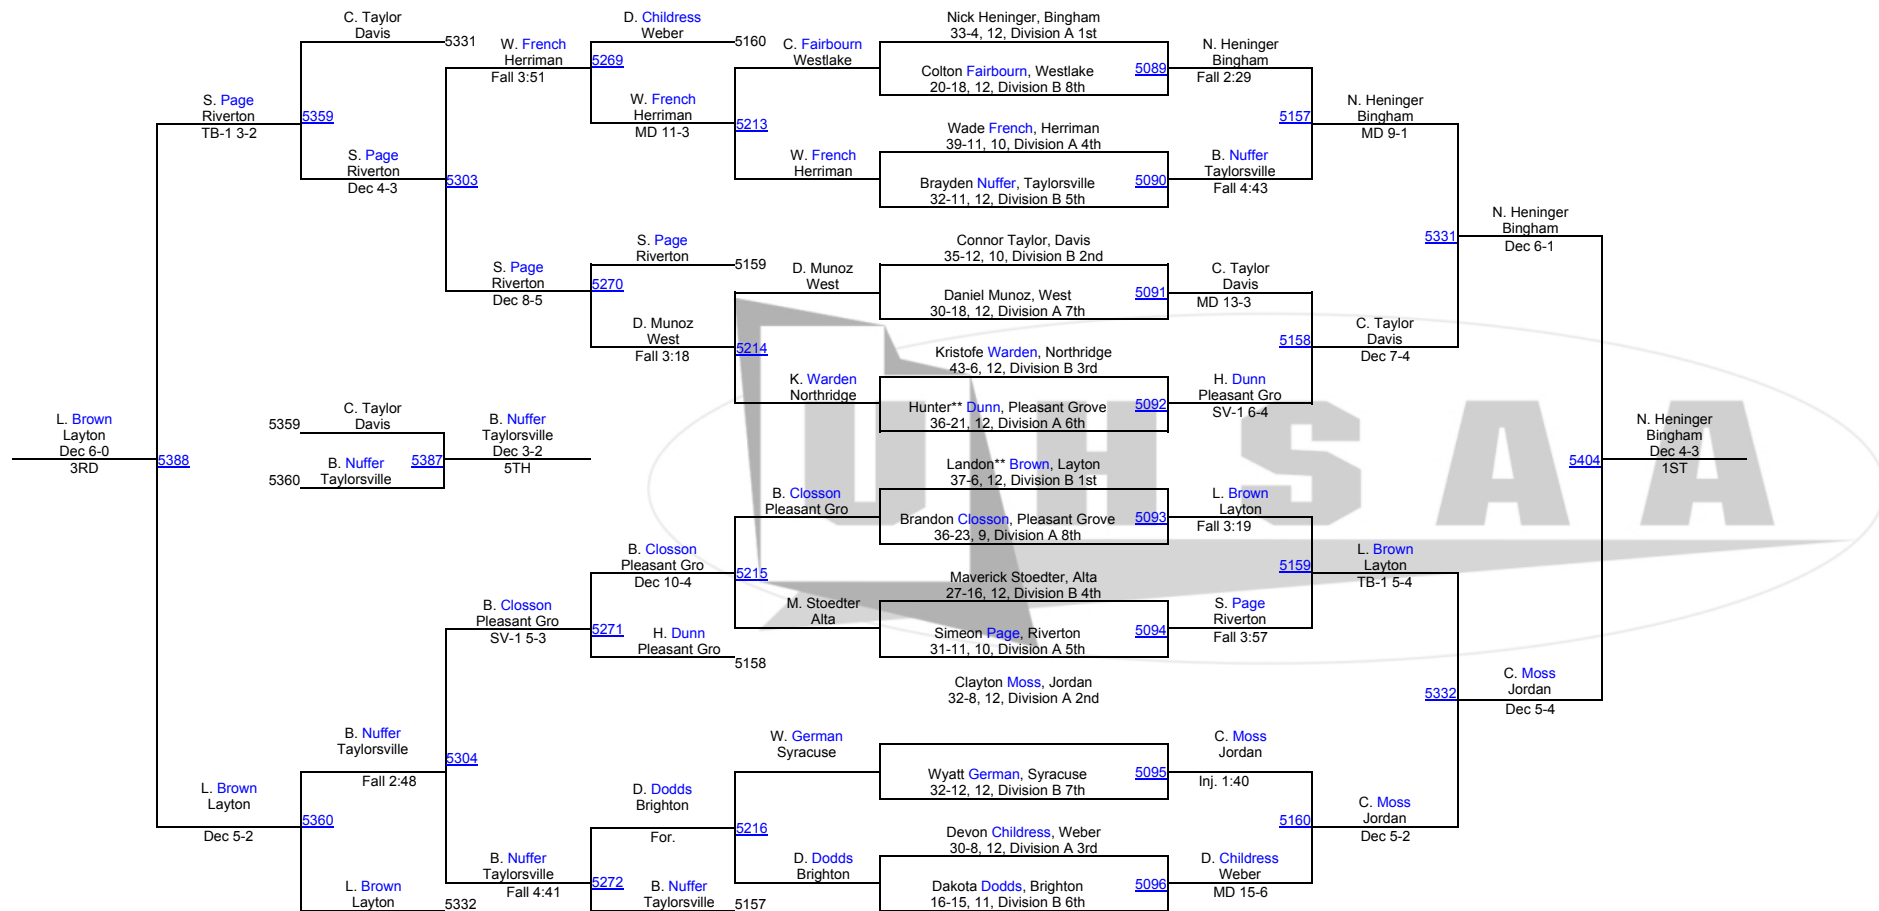 C. Taylor
Davis
5331
W. French
Herriman
Fall 3:51
D. Childress
Weber
5160
5269
C. Fairbourn
Westlake
Nick Heninger, Bingham
33-4, 12, Division A 1st
Colton Fairbourn, Westlake
20-18, 12, Division B 8th
5089
N. Heninger
Bingham
Fall 2:29
S. Page
Riverton
TB-1 3-2
5359
W. French
Herriman
MD 11-3
5213
Wade French, Herriman
39-11, 10, Division A 4th
5157
N. Heninger
Bingham
MD 9-1
S. Page
Riverton
Dec 4-3
5303
W. French
Herriman
Brayden Nuffer, Taylorsville
32-11, 12, Division B 5th
5090
B. Nuffer
Taylorsville
Fall 4:43
N. Heninger
Bingham
Dec 6-1
5331
S. Page
Riverton
5159
Connor Taylor, Davis
35-12, 10, Division B 2nd
S. Page
Riverton
Dec 8-5
5270
D. Munoz
West
Daniel Munoz, West
30-18, 12, Division A 7th
5091
C. Taylor
Davis
MD 13-3
D. Munoz
West
Fall 3:18
5214
Kristofe Warden, Northridge
43-6, 12, Division B 3rd
5158
C. Taylor
Davis
Dec 7-4
K. Warden
Northridge
Hunter** Dunn, Pleasant Grove
36-21, 12, Division A 6th
5092
H. Dunn
Pleasant Gro
SV-1 6-4
UHSAA
L. Brown
Layton
Dec 6-0
3RD
5388
5359
C. Taylor
Davis
5360
B. Nuffer
Taylorsville
5387
B. Nuffer
Taylorsville
Dec 3-2
5TH
5404
N. Heninger
Bingham
Dec 4-3
1ST
Landon** Brown, Layton
37-6, 12, Division B 1st
B. Closson
Pleasant Gro
Brandon Closson, Pleasant Grove
36-23, 9, Division A 8th
5093
L. Brown
Layton
Fall 3:19
B. Closson
Pleasant Gro
Dec 10-4
5215
Maverick Stoedter, Alta
27-16, 12, Division B 4th
5159
L. Brown
Layton
TB-1 5-4
B. Closson
Pleasant Gro
SV-1 5-3
5271
H. Dunn
Pleasant Gro
5158
M. Stoedter
Alta
Simeon Page, Riverton
31-11, 10, Division A 5th
5094
S. Page
Riverton
Fall 3:57
Clayton Moss, Jordan
32-8, 12, Division A 2nd
5332
C. Moss
Jordan
Dec 5-4
B. Nuffer
Taylorsville
Fall 2:48
5304
W. German
Syracuse
Wyatt German, Syracuse
32-12, 12, Division B 7th
5095
C. Moss
Jordan
Inj. 1:40
L. Brown
Layton
Dec 5-2
5360
D. Dodds
Brighton
For.
5216
Devon Childress, Weber
30-8, 12, Division A 3rd
5160
C. Moss
Jordan
Dec 5-2
B. Nuffer
Taylorsville
Fall 4:41
5272
D. Dodds
Brighton
Dakota Dodds, Brighton
16-15, 11, Division B 6th
5096
D. Childress
Weber
MD 15-6
L. Brown
Layton
5332
B. Nuffer
Taylorsville
5157